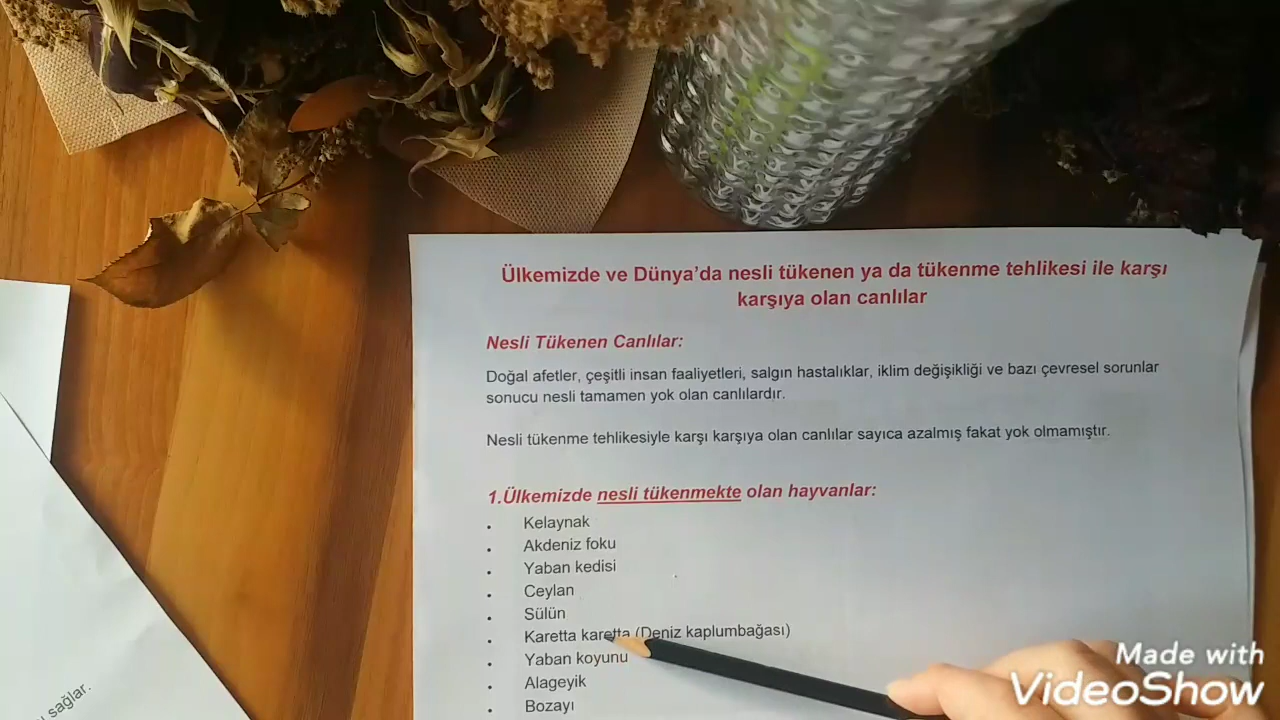 Ülkemizde ve Dünya'da nesli tükenen ya da tükenme tehlikesi ile karşı
karşıya olan canlılar
Nesli Tükenen Canlılar:
Doğal afetler, çeşitli insan faaliyetleri, salgın hastalıklar, iklim değişikliği ve bazı çevresel sorunlar
sonucu nesli tamamen yok olan canlılardır.
Nesli tükenme tehlikesiyle karşı karşıya olan canlılar sayıca azalmış fakat yok olmamıştır.
1.Ülkemizde nesli tükenmekte olan hayvanlar:
. Kelaynak
. Akdeniz foku
. Yaban kedisi
. Ceylan
. Sülün
. Karetta karetta (Deniz kaplumbağası)
. Yaban koyunu
. Alageyik
. Bozayı
sağlar.
Made with
VideoShow